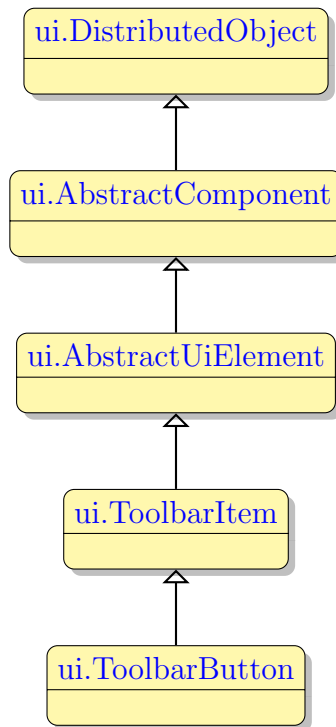 ui.DistributedObject
ui.AbstractComponent
ui.AbstractUiElement
ui.ToolbarItem
ui.ToolbarButton